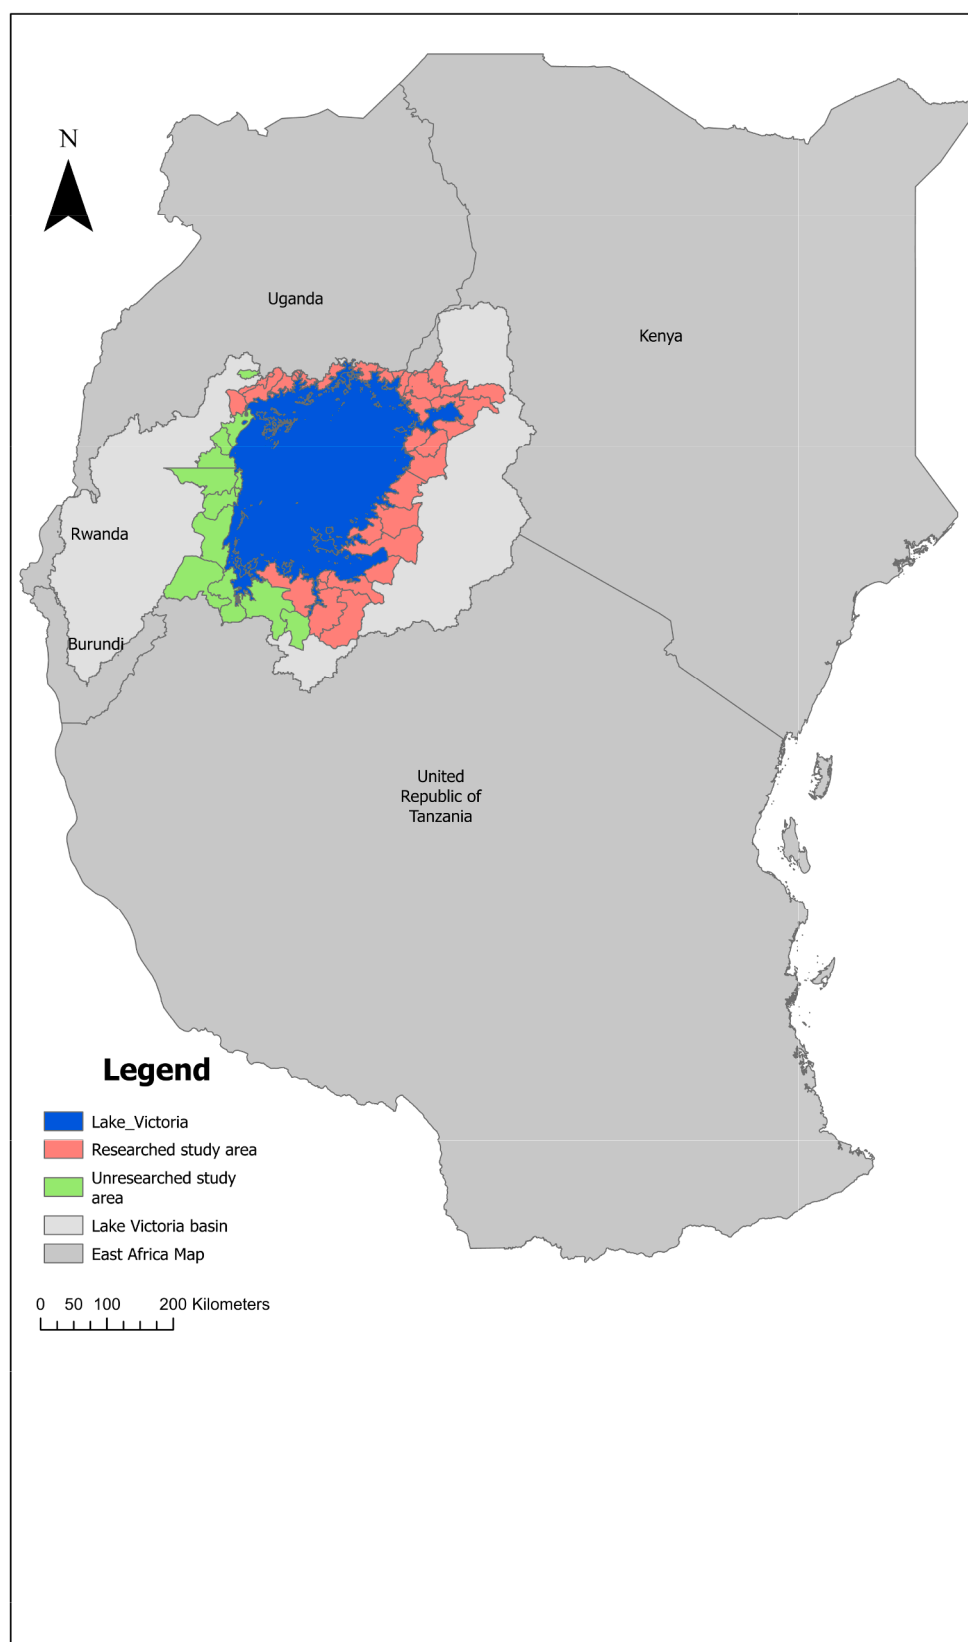 N
Uganda
Kenya
Rwanda
Burundi
United
Republic of
Tanzania
Legend
Lake_Victoria
Researched study area
Unresearched study
area
Lake Victoria basin
East Africa Map
0 50 100 200 Kilometers